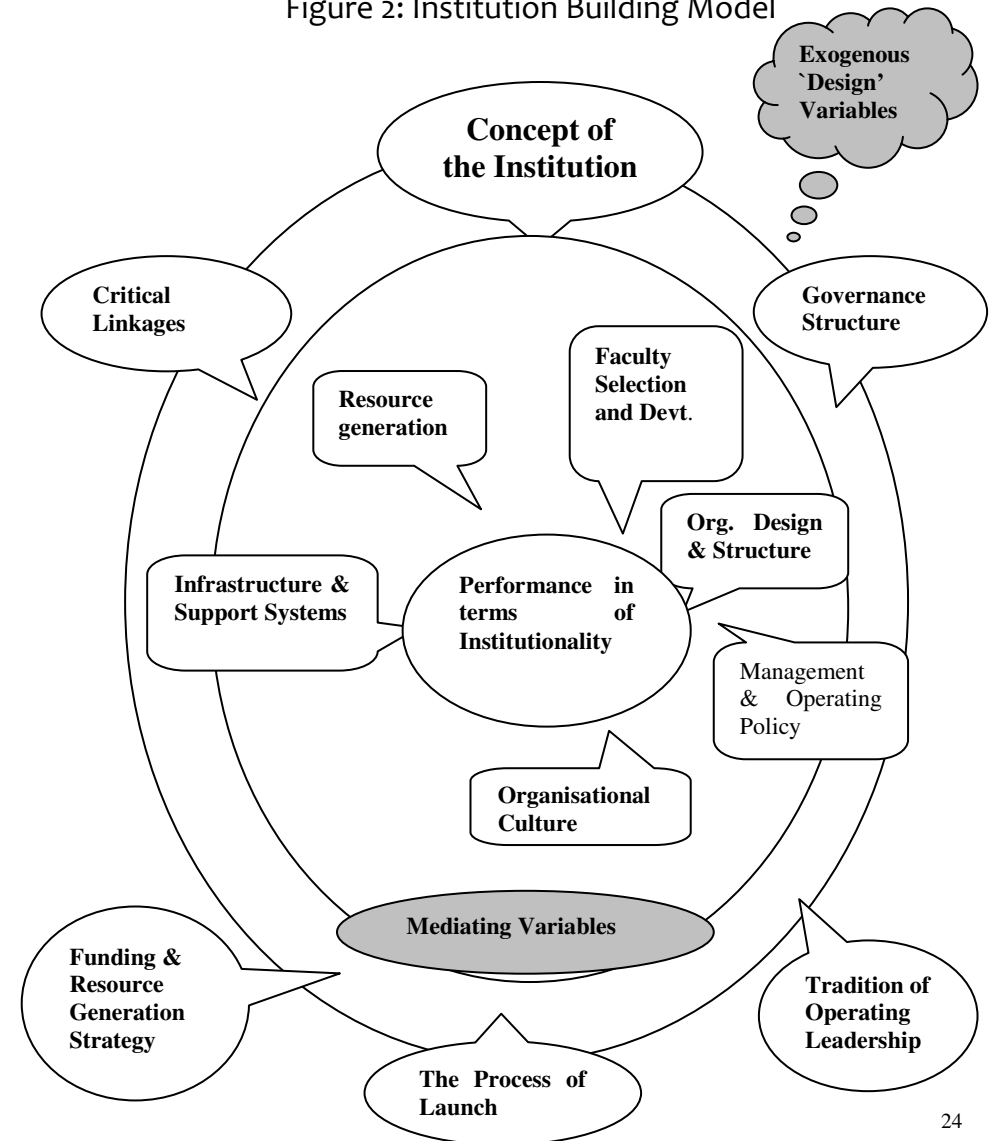 Figure 2: Institution Building Model
Exogenous
`Design’
Variables
Concept of
the Institution
Critical
Linkages
Governance
Structure
Faculty
Selection
and Devt.
Resource
generation
Org. Design
& Structure
Infrastructure &
Support Systems
Performance in
terms of
Institutionality
Management
& Operating
Policy
Organisational
Culture
Mediating Variables
Funding &
Resource
Generation
Strategy
Tradition of
Operating
Leadership
The Process of
Launch
24